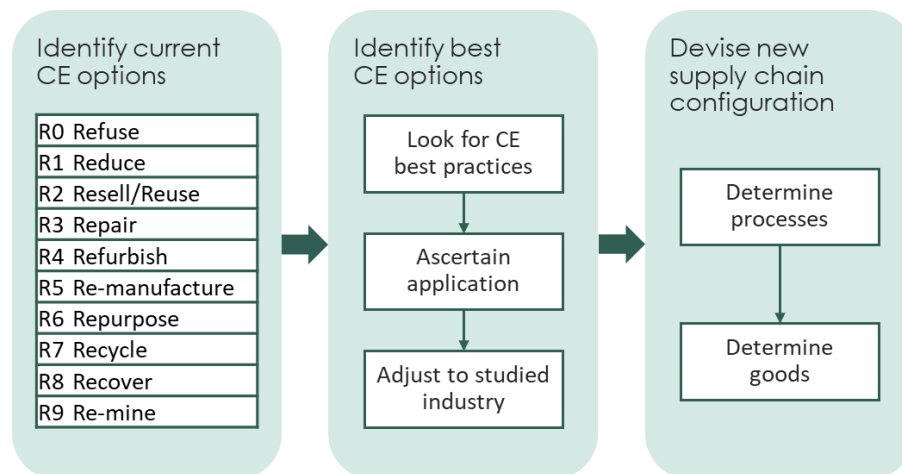 Identify current
CE options
R0 Refuse
R1 Reduce
R2 Resell/Reuse
R3 Repair
R4 Refurbish
R5 Re-manufacture
R6 Repurpose
R7 Recycle
R8 Recover
R9 Re-mine
Identify best
CE options
Look for CE
best practices
Ascertain
application
Adjust to studied
industry
Devise new
supply chain
configuration
Determine
processes
Determine
goods